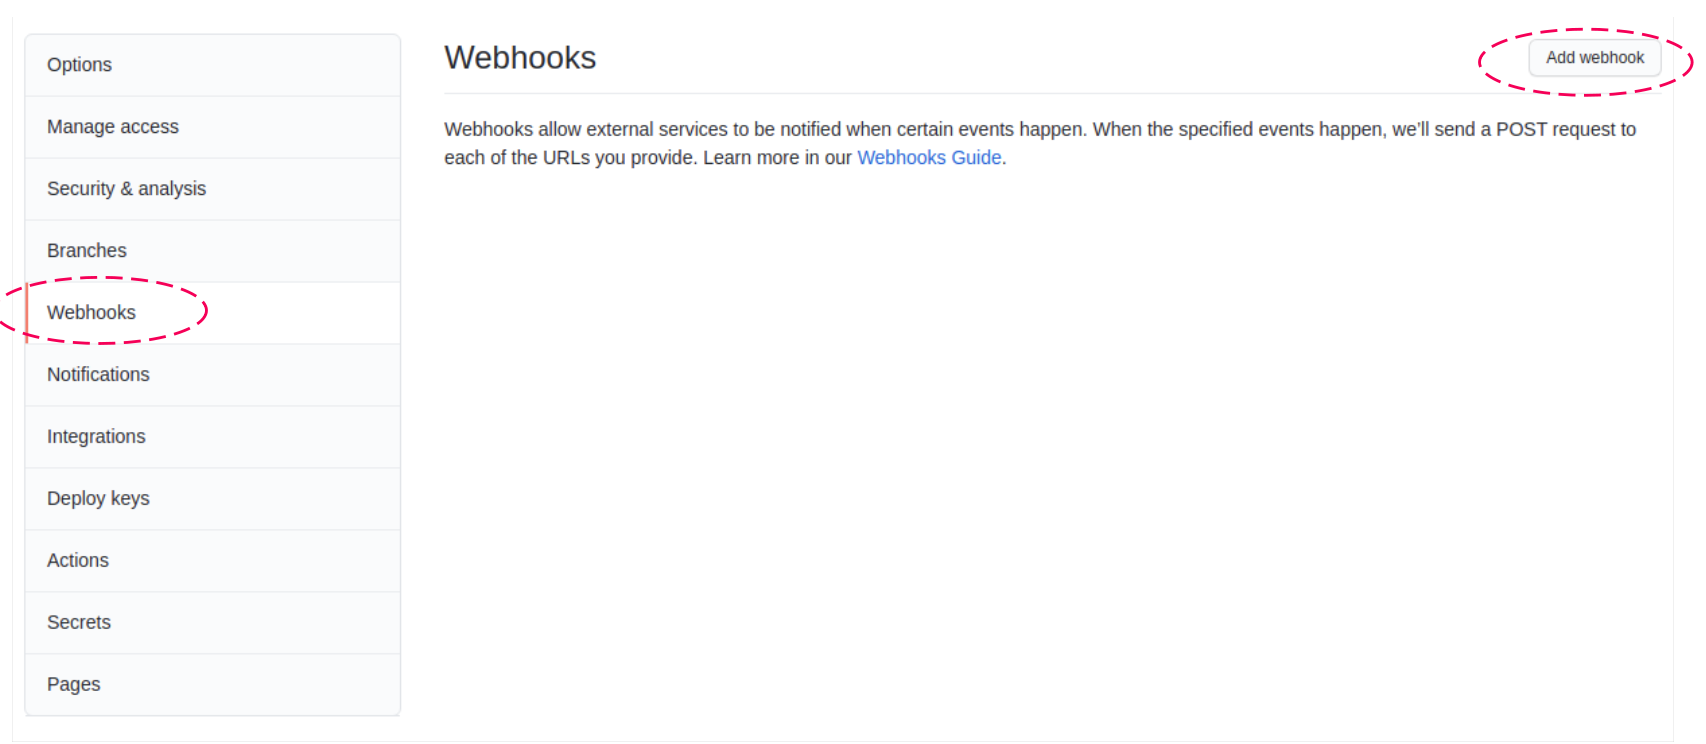 Options
Manage access
Security & analysis
Branches
Webhooks
Notifications
Integrations
Deploy keys
Actions
Secrets
Pages
Webhooks
Add webhook
Webhooks allow external services to be notified when certain events happen. When the specified events happen, we’ll send a POST request to
each of the URLs you provide. Learn more in our Webhooks Guide.